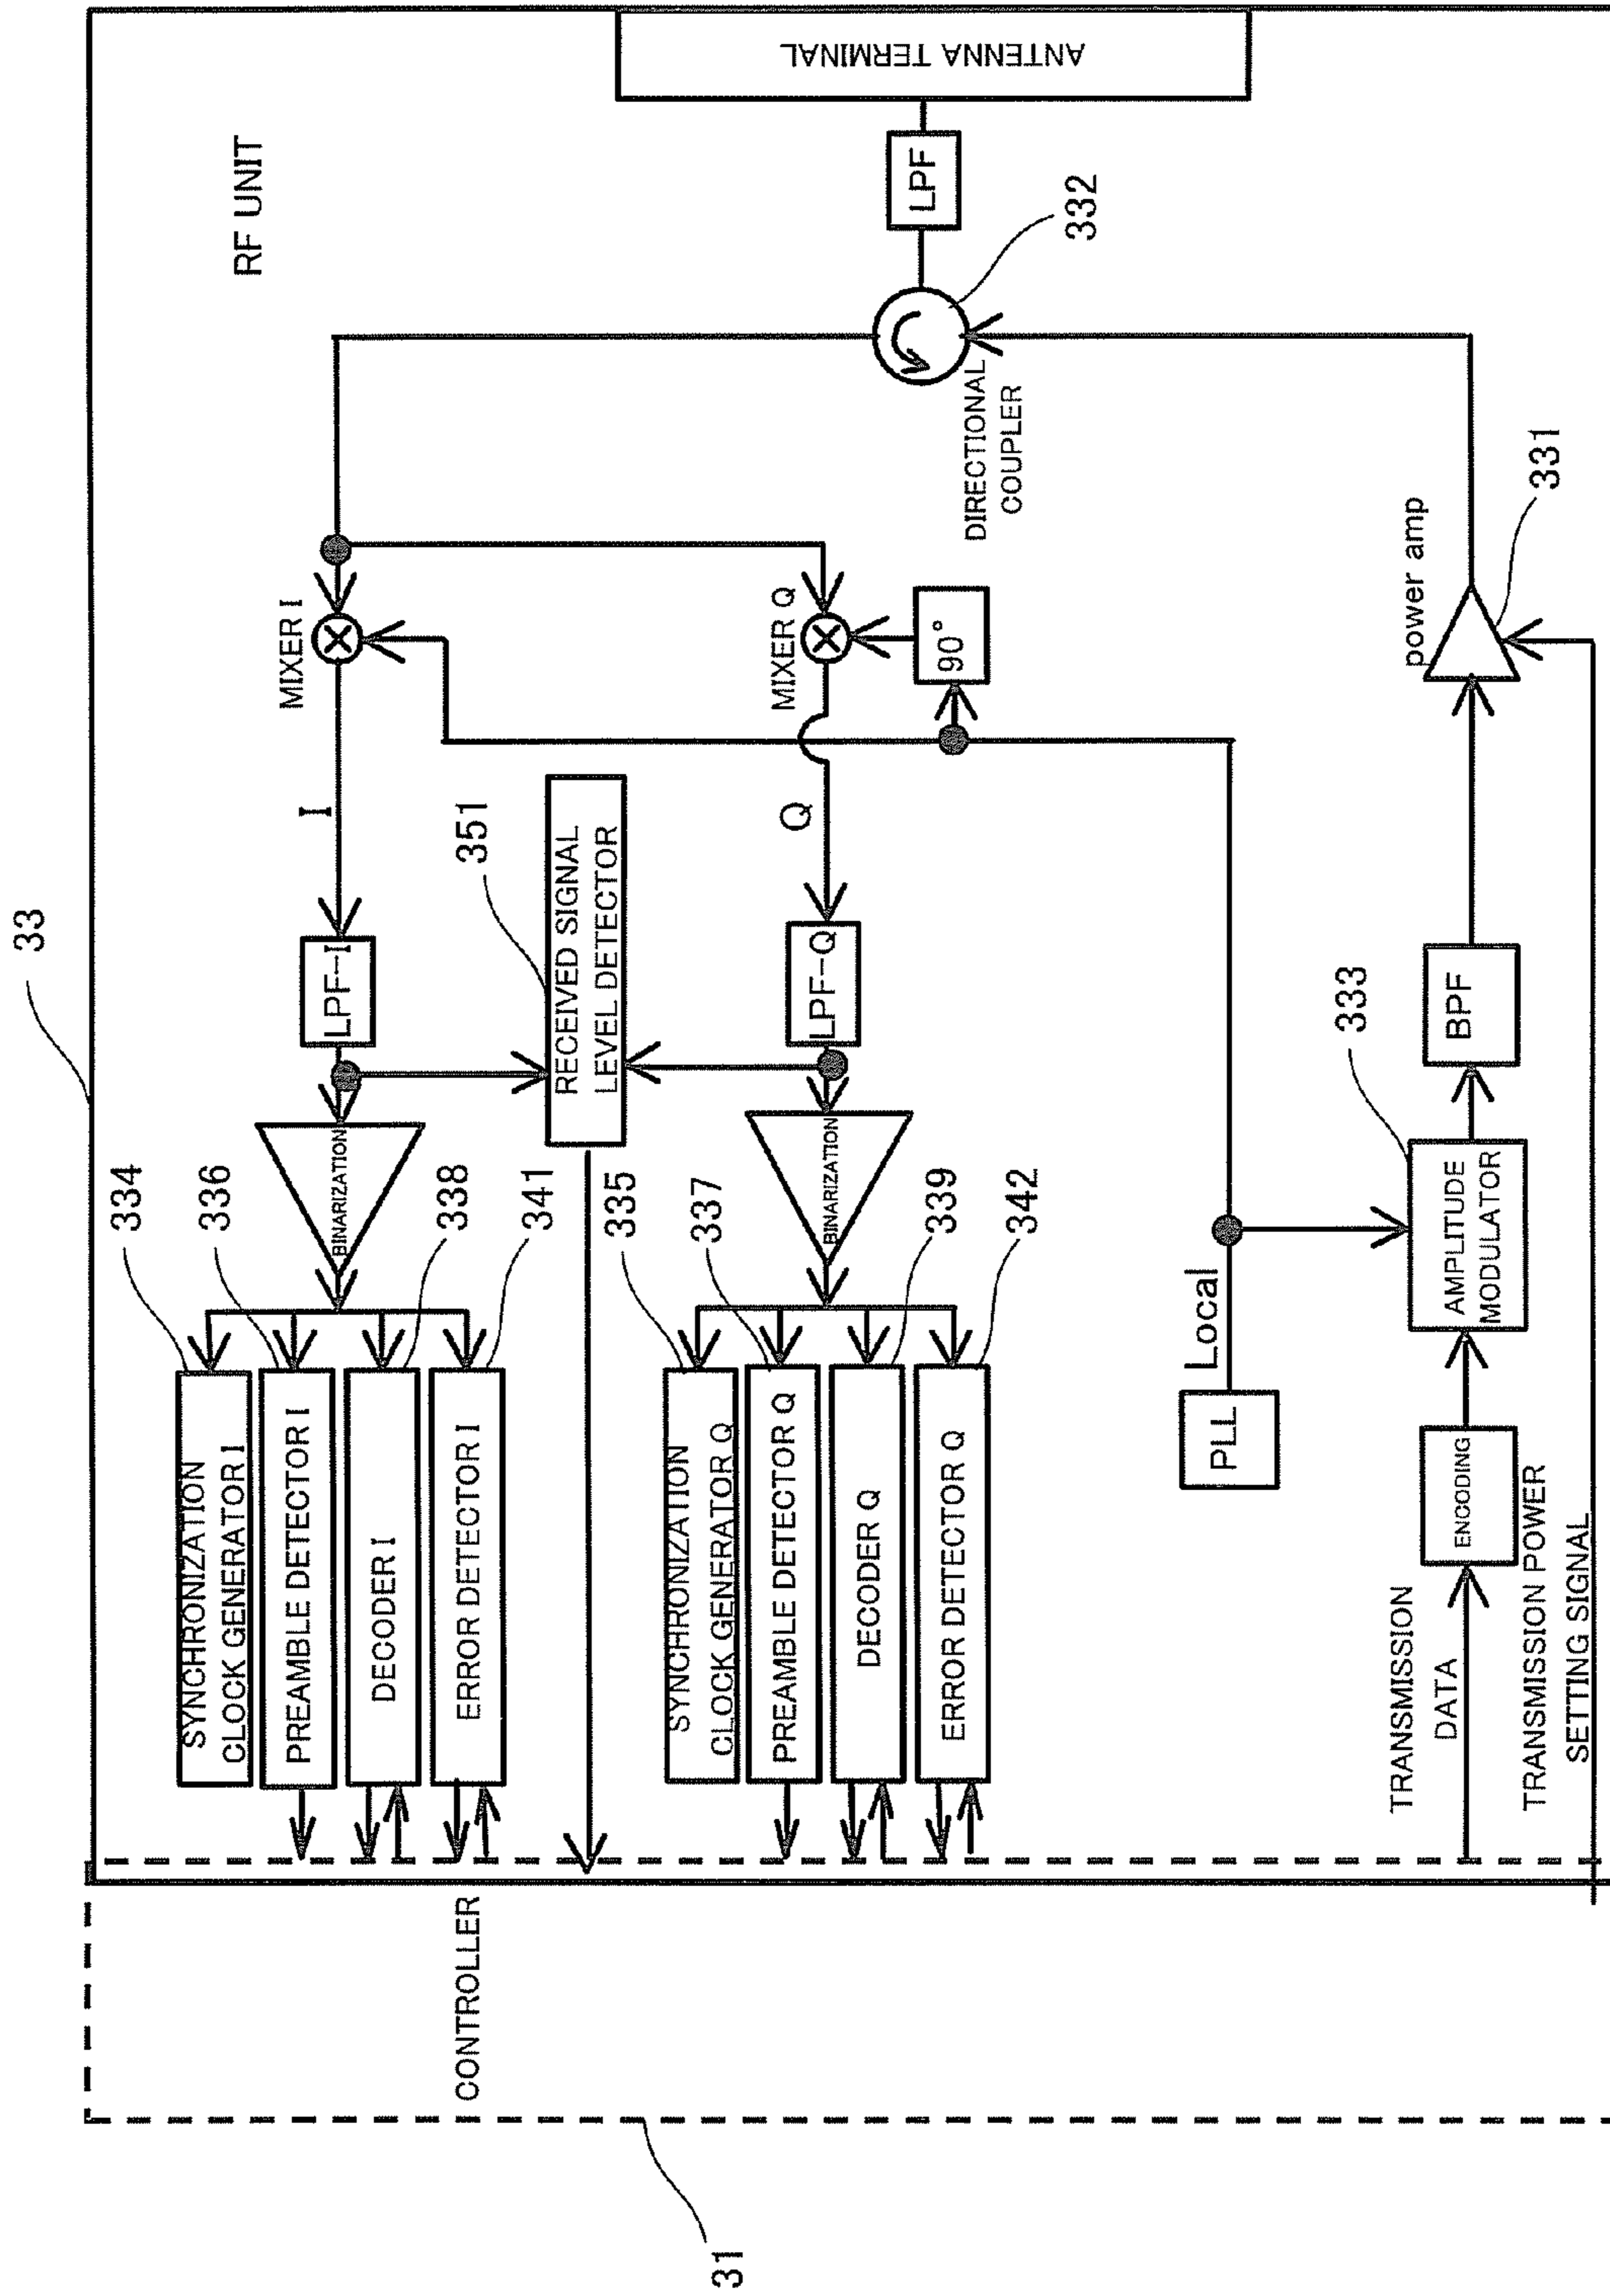 33
RF UNIT
CONTROLLER
31
334
SYNCHRONIZATION
CLOCK GENERATOR I
336
PREAMBLE DETECTOR I
338
DECODER I
341
ERROR DETECTOR I
BINARIZATION
LPF-I
I
MIXER I
351
RECEIVED SIGNAL
LEVEL DETECTOR
335
SYNCHRONIZATION
CLOCK GENERATOR Q
337
PREAMBLE DETECTOR Q
339
DECODER Q
342
ERROR DETECTOR Q
BINARIZATION
LPF-Q
Q
MIXER Q
90°
DIRECTIONAL
COUPLER
332
LPF
ANTENNA TERMINAL
PLL
Local
TRANSMISSION
DATA
ENCODING
333
AMPLITUDE
MODULATOR
BPF
power amp
331
TRANSMISSION POWER
SETTING SIGNAL